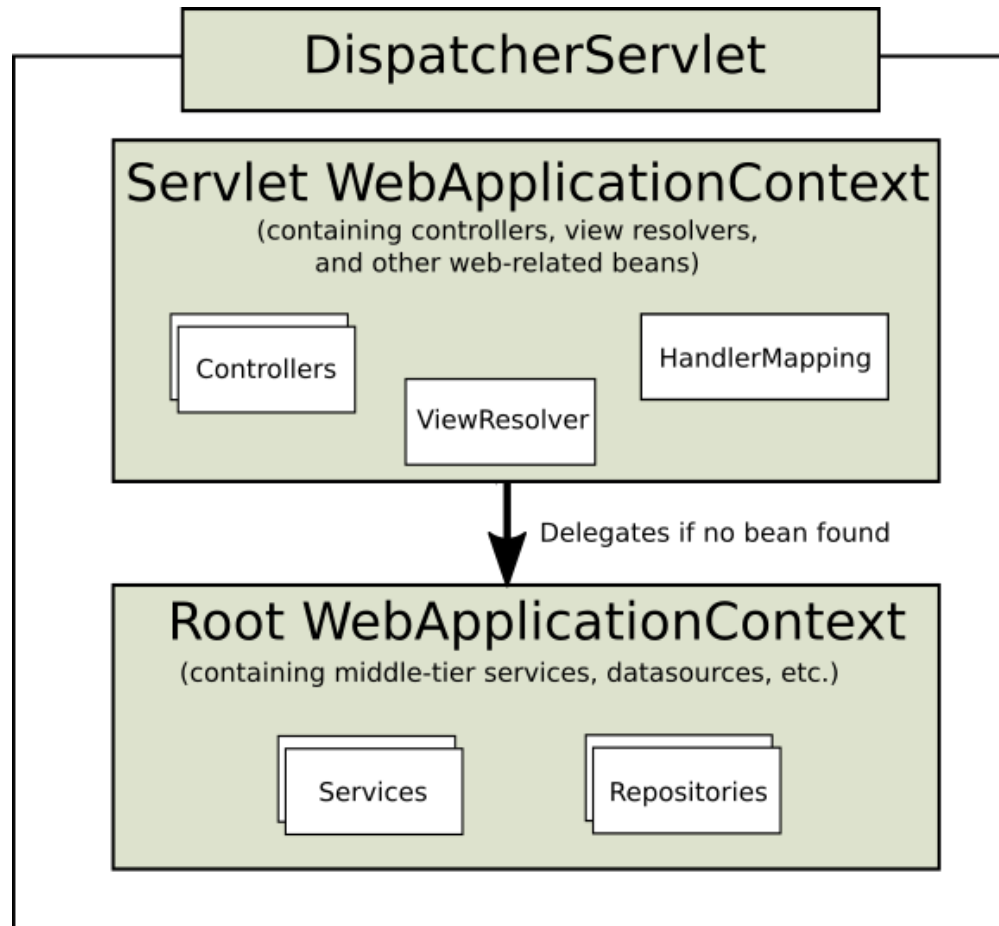 DispatcherServlet
Servlet WebApplicationContext
(containing controllers, view resolvers,
and other web-related beans)
Controllers
HandlerMapping
ViewResolver
Delegates if no bean found
Root WebApplicationContext
(containing middle-tier services, datasources, etc.)
Services
Repositories